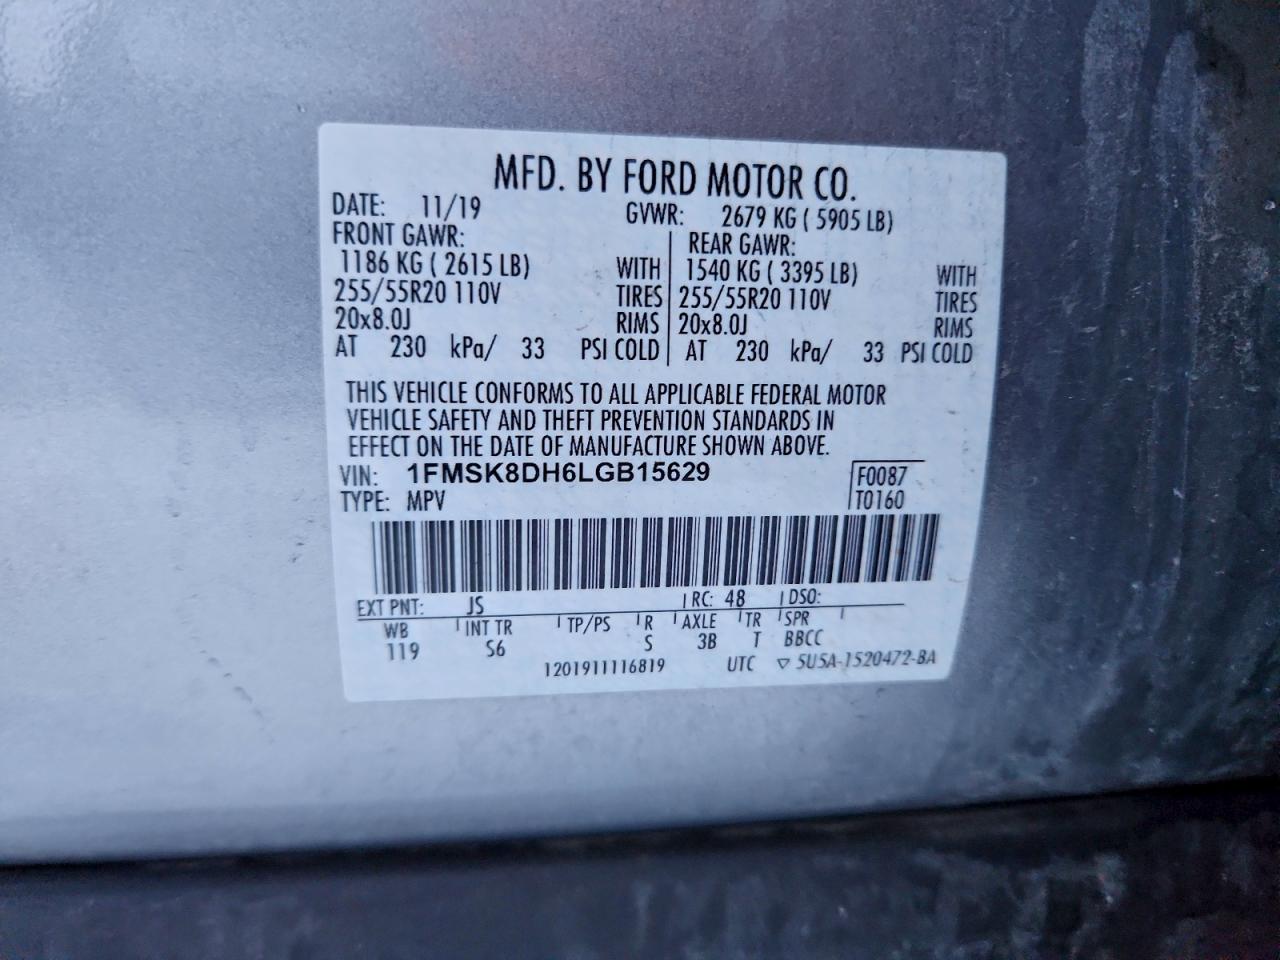 MFD. BY FORD MOTOR CO.
DATE: 11/19 GVWR: 2679 KG ( 5905 LB)
FRONT GAWR: REAR GAWR:
1186 KG ( 2615 LB) WITH 1540 KG ( 3395 LB) WITH
255/55R20 110V TIRES 255/55R20 110V TIRES
20x8.0J RIMS 20x8.0J RIMS
AT 230 kPa/ 33 PSI COLD AT 230 kPa/ 33 PSI COLD
THIS VEHICLE CONFORMS TO ALL APPLICABLE FEDERAL MOTOR
VEHICLE SAFETY AND THEFT PREVENTION STANDARDS IN
EFFECT ON THE DATE OF MANUFACTURE SHOWN ABOVE.
VIN: 1FMSK8DH6LGB15629 F0087
TYPE: MPV T0160
EXT PNT: JS RC: 48 DSO:
WB INT TR TP/PS R AXLE TR SPR
119 S6 S 3B T BBCC
1201911116819 UTC ▽ 5U5A-1520472-BA